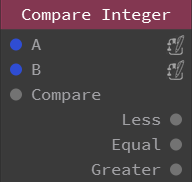 Compare Integer
A
B
Compare
Less
Equal
Greater